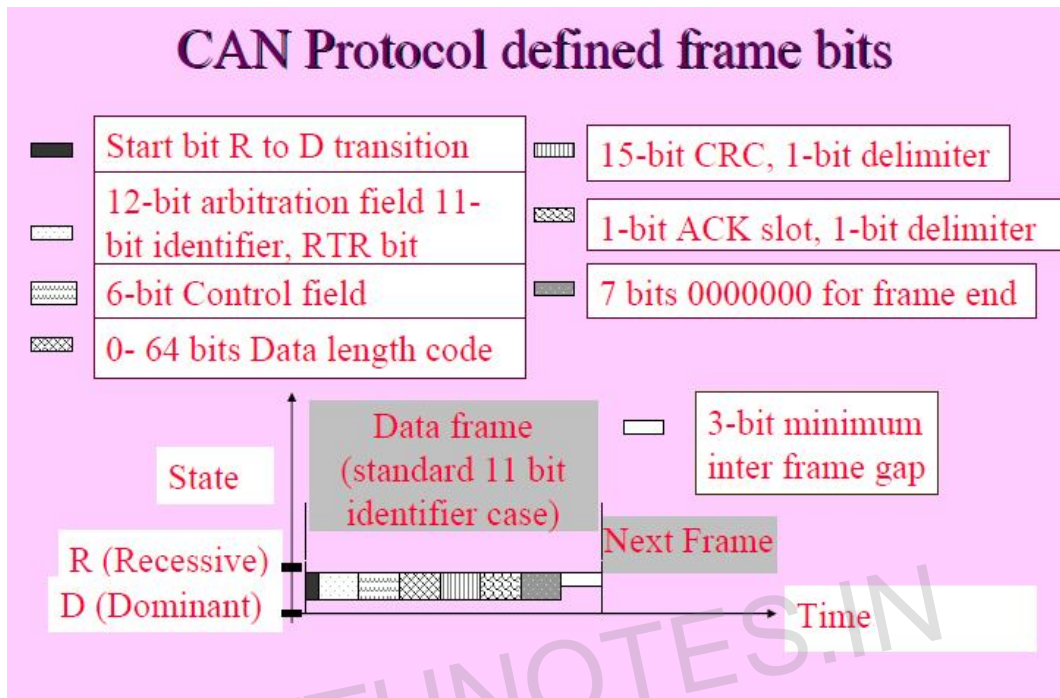 CAN Protocol defined frame bits
Start bit R to D transition
12-bit arbitration field 11-
bit identifier, RTR bit
6-bit Control field
0- 64 bits Data length code
15-bit CRC, 1-bit delimiter
1-bit ACK slot, 1-bit delimiter
7 bits 0000000 for frame end
Data frame
(standard 11 bit
identifier case)
3-bit minimum
inter frame gap
State
Next Frame
R (Recessive)
D (Dominant)
Time